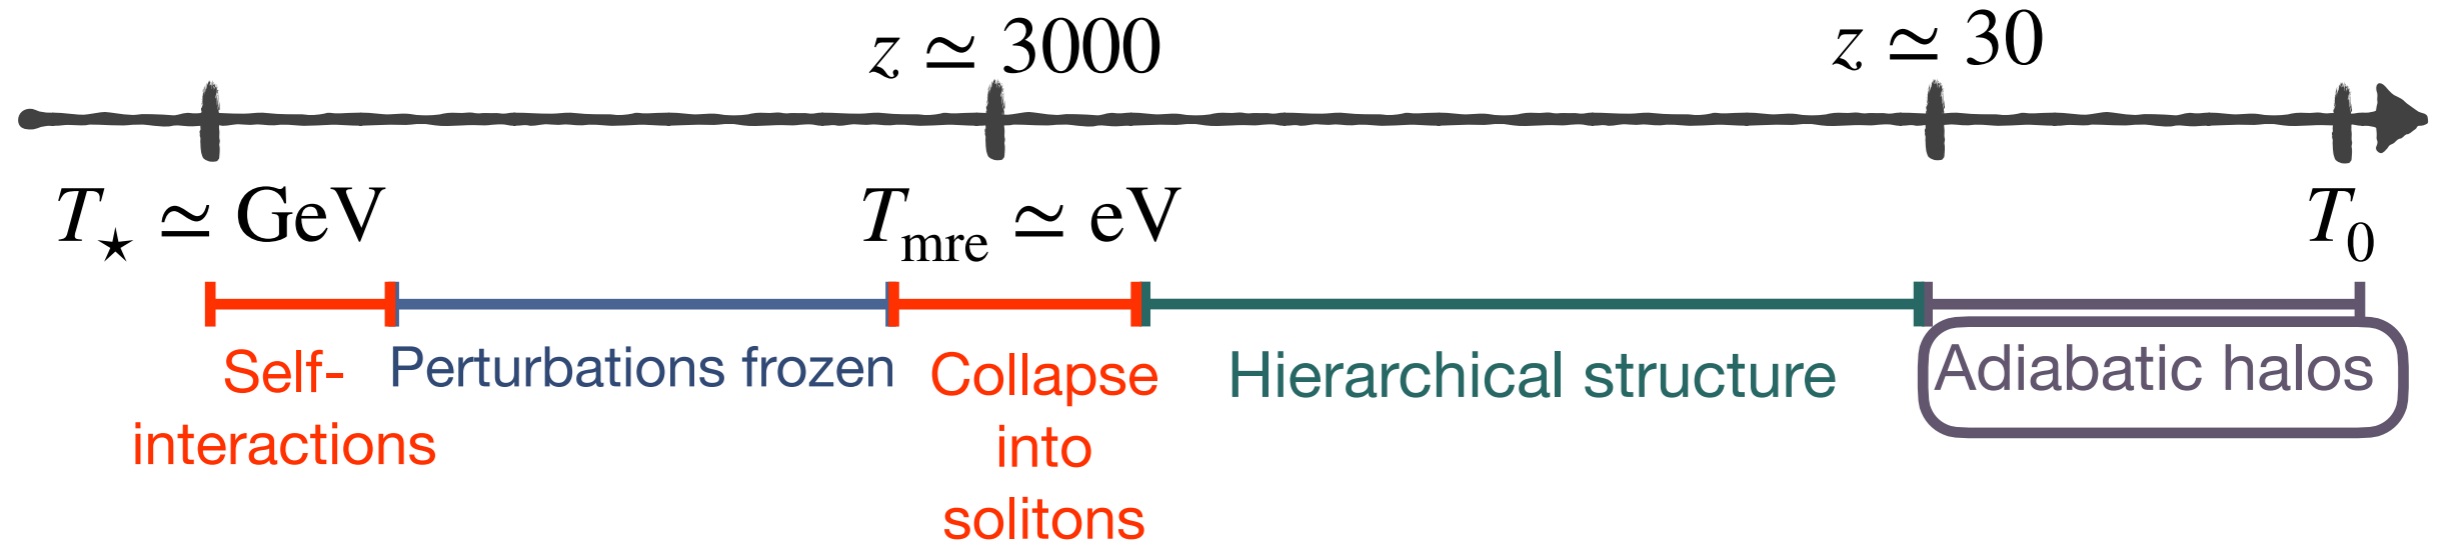 z ≃ 3000
z ≃ 30
T⋆ ≃ GeV
Tmre ≃ eV
T0
Self-
interactions
Perturbations frozen
Collapse
into
solitons
Hierarchical structure
Adiabatic halos